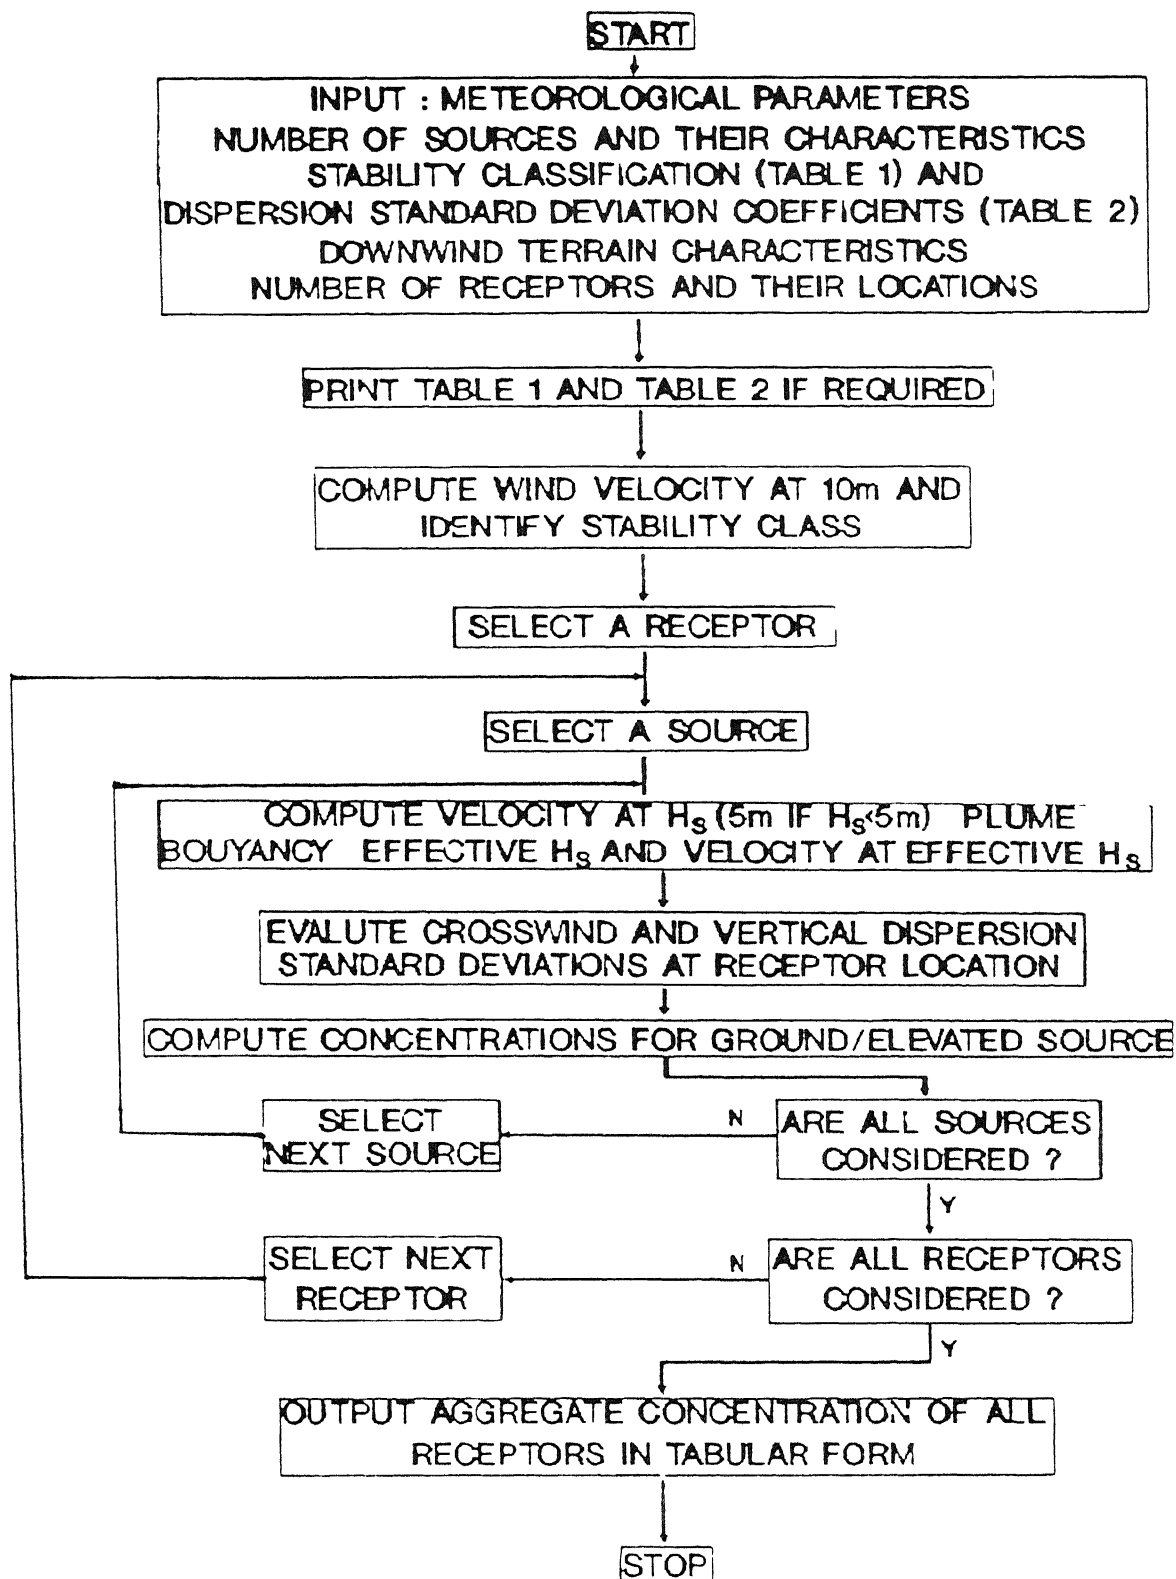 START
INPUT : METEOROLOGICAL PARAMETERS
NUMBER OF SOURCES AND THEIR CHARACTERISTICS
STABILITY CLASSIFICATION (TABLE 1) AND
DISPERSION STANDARD DEVIATION COEFFICIENTS (TABLE 2)
DOWNWIND TERRAIN CHARACTERISTICS
NUMBER OF RECEPTORS AND THEIR LOCATIONS
PRINT TABLE 1 AND TABLE 2 IF REQUIRED
COMPUTE WIND VELOCITY AT 10m AND
IDENTIFY STABILITY CLASS
SELECT A RECEPTOR
SELECT A SOURCE
COMPUTE VELOCITY AT HS (5m IF HS<5m) PLUME
BOUYANCY EFFECTIVE HS AND VELOCITY AT EFFECTIVE HS
EVALUTE CROSSWIND AND VERTICAL DISPERSION
STANDARD DEVIATIONS AT RECEPTOR LOCATION
COMPUTE CONCENTRATIONS FOR GROUND/ELEVATED SOURCE
SELECT
NEXT SOURCE
N
ARE ALL SOURCES
CONSIDERED ?
Y
SELECT NEXT
RECEPTOR
N
ARE ALL RECEPTORS
CONSIDERED ?
Y
OUTPUT AGGREGATE CONCENTRATION OF ALL
RECEPTORS IN TABULAR FORM
STOP